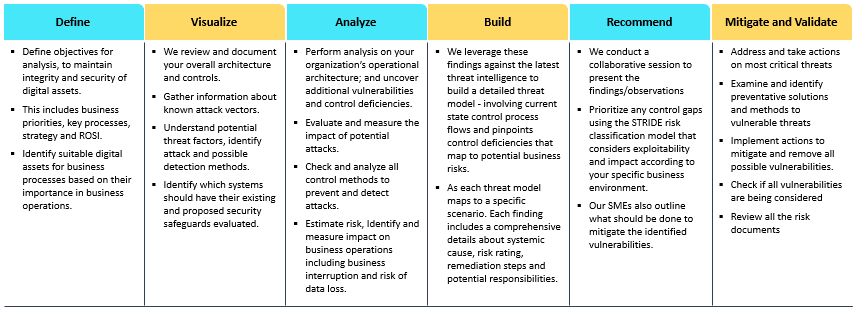 Define
Define objectives for
analysis, to maintain
integrity and security of
digital assets.
This includes business
priorities, key processes,
strategy and ROSI.
Identify suitable digital
assets for business
processes based on their
importance in business
operations.
Visualize
We review and document
your overall architecture
and controls.
Gather information about
known attack vectors.
Understand potential
threat factors, identify
attack and possible
detection methods.
Identify which systems
should have their existing
and proposed security
safeguards evaluated.
Analyze
Perform analysis on your
organization's operational
architecture; and uncover
additional vulnerabilities
and control deficiencies.
Evaluate and measure the
impact of potential
attacks.
Check and analyze all
control methods to
prevent and detect
attacks.
Estimate risk, Identify and
measure impact on
business operations
including business
interruption and risk of
data loss.
Build
We leverage these
findings against the latest
threat intelligence to
build a detailed threat
model - involving current
state control process
flows and pinpoints
control deficiencies that
map to potential business
risks.
As each threat model
maps to a specific
scenario. Each finding
includes a comprehensive
details about systemic
cause, risk rating,
remediation steps and
potential responsibilities.
Recommend
We conduct a
collaborative session to
present the
findings/observations
Prioritize any control gaps
using the STRIDE risk
classification model that
considers exploitability
and impact according to
your specific business
environment.
Our SMEs also outline
what should be done to
mitigate the identified
vulnerabilities.
Mitigate and Validate
Address and take actions
on most critical threats
Examine and identify
preventative solutions
and methods to
vulnerable threats
Implement actions to
mitigate and remove all
possible vulnerabilities.
Check if all vulnerabilities
are being considered
Review all the risk
documents